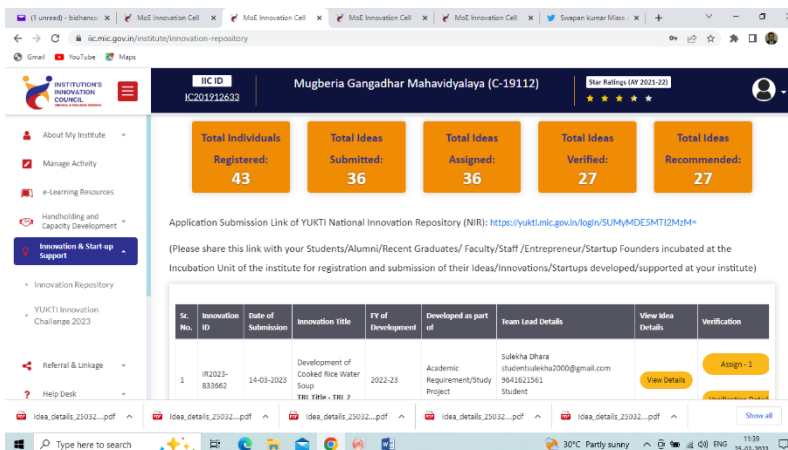 (1 unread) - bidhansa
MoE Innovation Cell
MoE Innovation Cell
MoE Innovation Cell
MoE Innovation Cell
Swapan kumar Misra
iic.mic.gov.in/institute/innovation-repository
Gmail
YouTube
Maps
INSTITUTION'S
INNOVATION
COUNCIL
IIC ID
IC201912633
Mugberia Gangadhar Mahavidyalaya (C-19112)
Star Ratings (AY 2021-22)
About My Institute
Manage Activity
e-Learning Resources
Handholding and
Capacity Development
Innovation & Start-up
Support
Innovation Repository
YUKTI Innovation
Challenge 2023
Referral & Linkage
Help Desk
Total Individuals
Registered:
43
Total Ideas
Submitted:
36
Total Ideas
Assigned:
36
Total Ideas
Verified:
27
Total Ideas
Recommended:
27
Application Submission Link of YUKTI National Innovation Repository (NIR): https://yukti.mic.gov.in/login/SUMyMDE5MTI2MzM=
(Please share this link with your Students/Alumni/Recent Graduates/ Faculty/Staff /Entrepreneur/Startup Founders incubated at the
Incubation Unit of the institute for registration and submission of their Ideas/Innovations/Startups developed/supported at your institute)
Sr.
No.
Innovation
ID
Date of
Submission
Innovation Title
FY of
Development
Developed as part
of
Team Lead Details
View Idea
Details
Verification
1
IR2023-
833662
14-03-2023
Development of
Cooked Rice Water
Soup
TRL Title - TRL 2
2022-23
Academic
Requirement/Study
Project
Sulekha Dhara
studentsulekha2000@gmail.com
9641621561
Student
View Details
Assign - 1
Idea_details_25032....pdf
Idea_details_25032....pdf
Idea_details_25032....pdf
Idea_details_25032....pdf
Idea_details_25032....pdf
Show all
Type here to search
30°C Partly sunny
ENG
11:39
25-03-2023